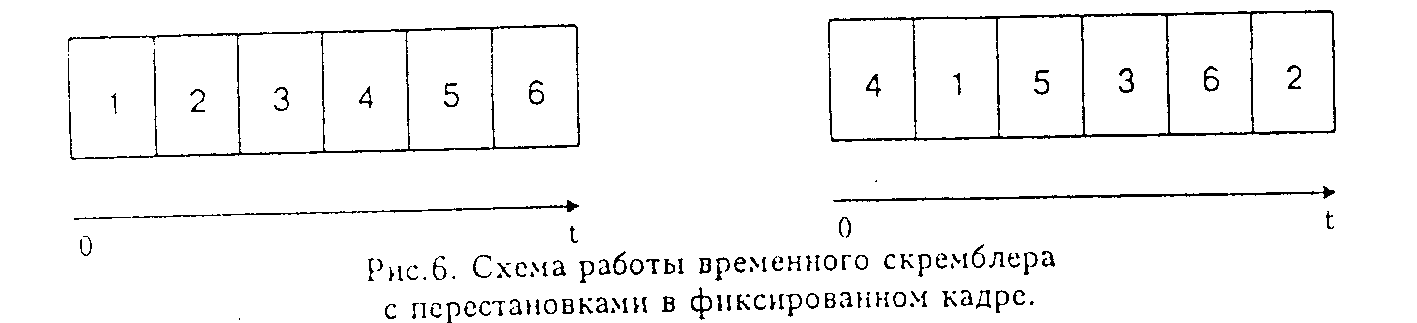 1 2 3 4 5 6
4 1 5 3 6 2
0 t
0 t
Рис.6. Схема работы временного скремблера
с перестановками в фиксированном кадре.